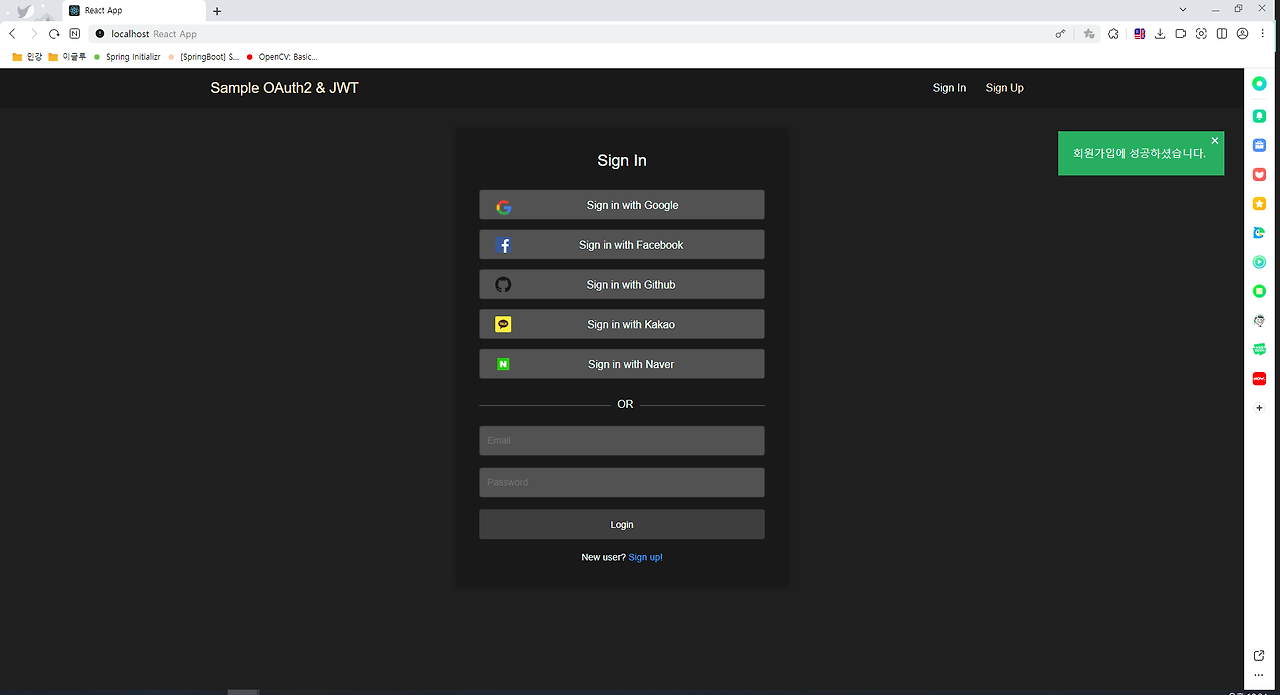 React App
localhost React App
인강 이글루 Spring Initializr [SpringBoot] S... OpenCV: Basic...
Sample OAuth2 & JWT Sign In Sign Up
회원가입에 성공하셨습니다.
Sign In
Sign in with Google
Sign in with Facebook
Sign in with Github
Sign in with Kakao
Sign in with Naver
OR
Email
Password
Login
New user? Sign up!